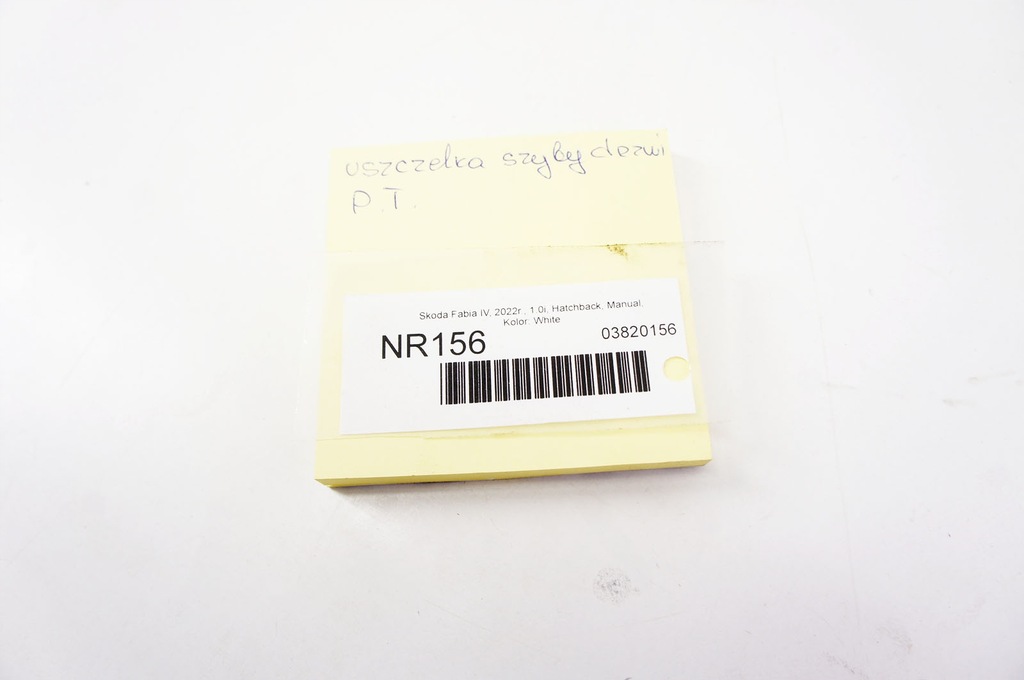 uszczelka szyby drzwi
P.T.
Skoda Fabia IV, 2022r., 1.0i, Hatchback, Manual,
Kolor: White
NR156
03820156